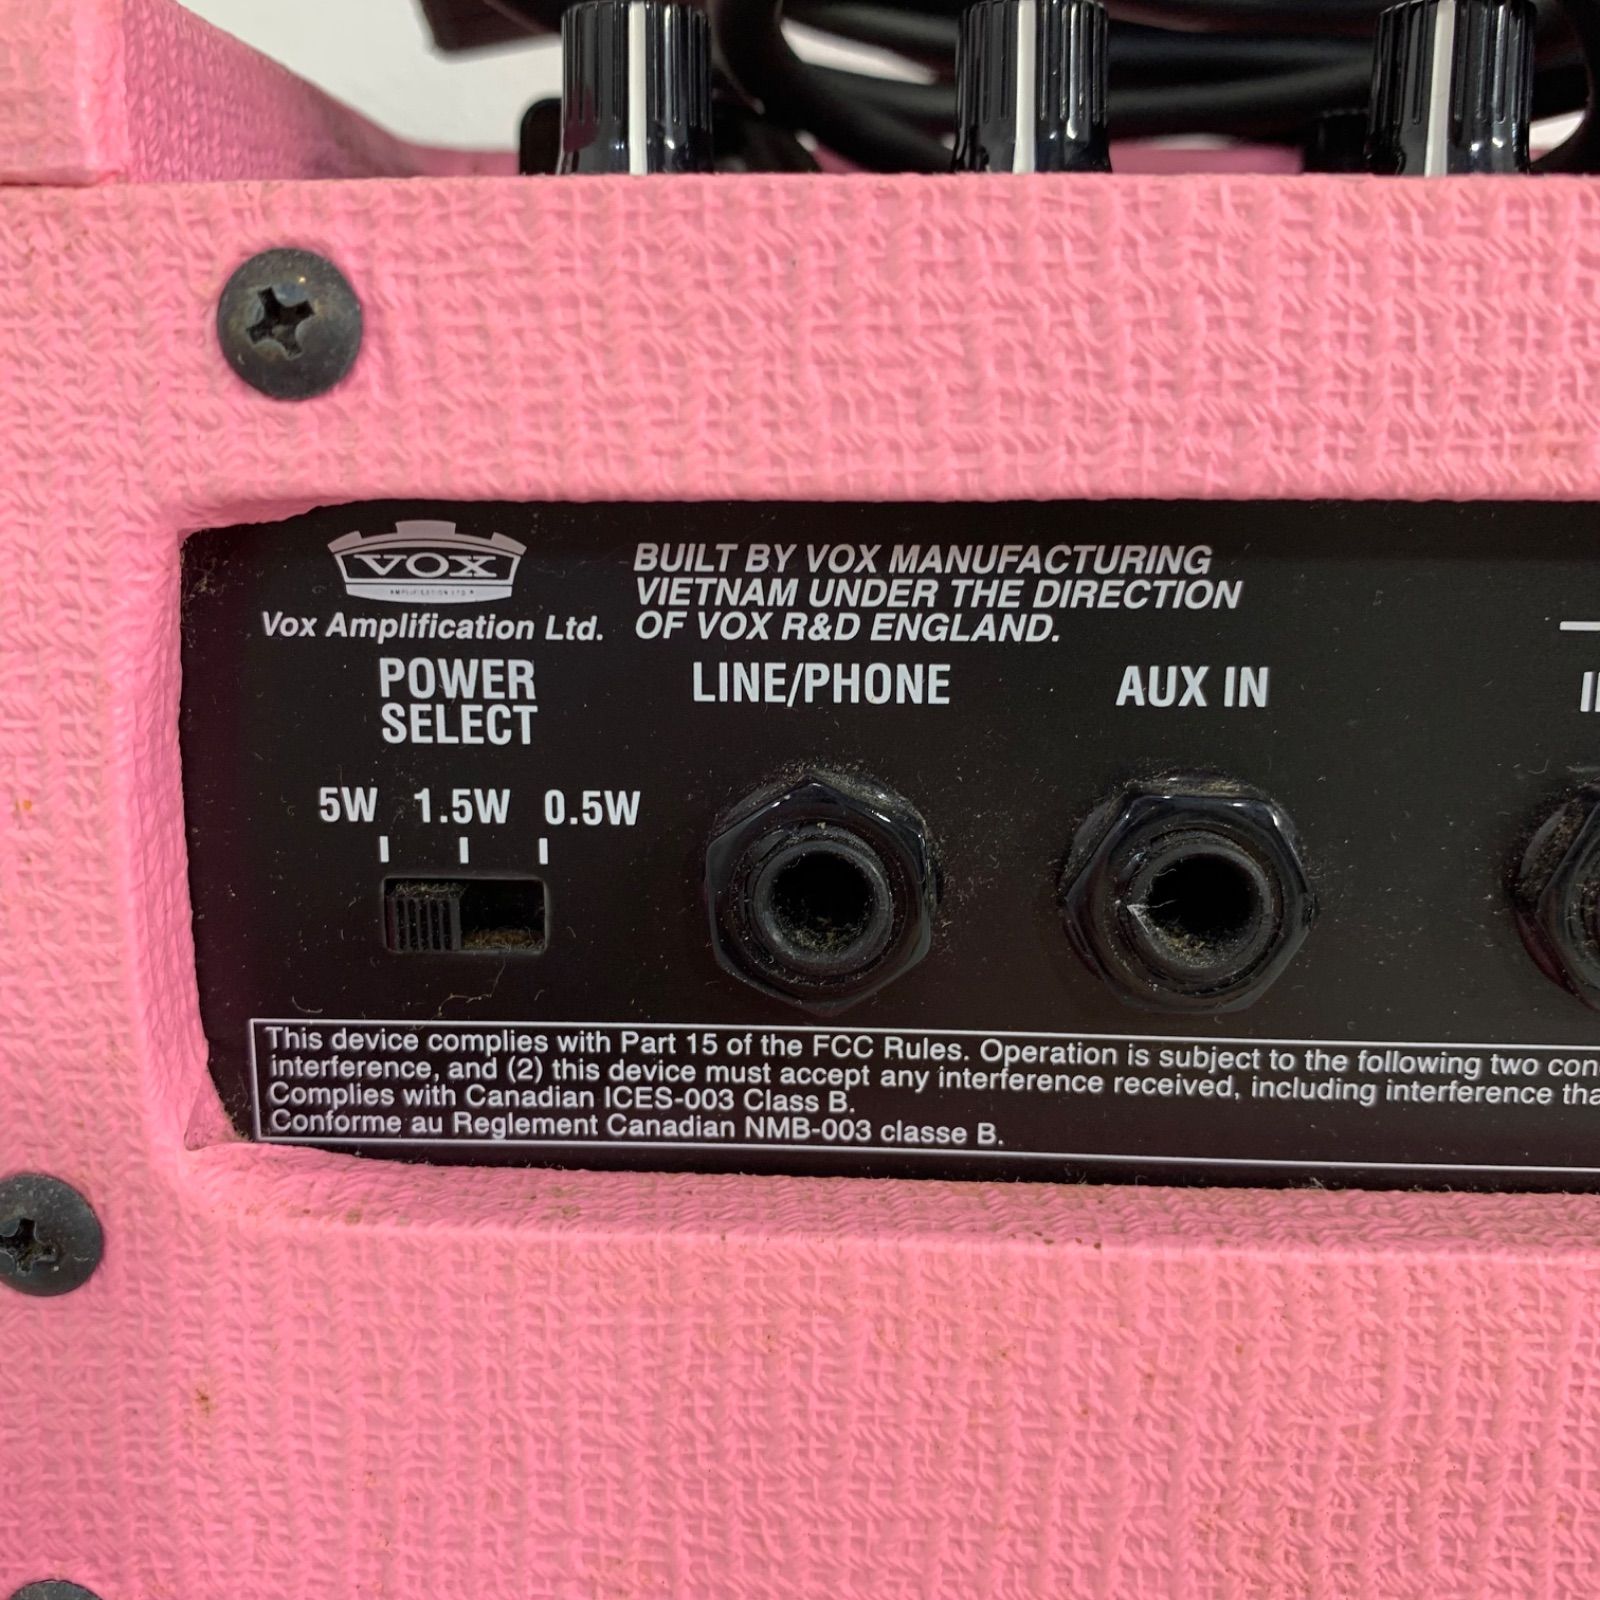 VOX
AMPLIFICATION LTD.
Vox Amplification Ltd.
BUILT BY VOX MANUFACTURING
VIETNAM UNDER THE DIRECTION
OF VOX R&D ENGLAND.
POWER
SELECT
5W 1.5W 0.5W
LINE/PHONE
AUX IN
This device complies with Part 15 of the FCC Rules. Operation is subject to the following two
interference, and (2) this device must accept any interference received, including interference
Complies with Canadian ICES-003 Class B.
Conforme au Reglement Canadian NMB-003 classe B.